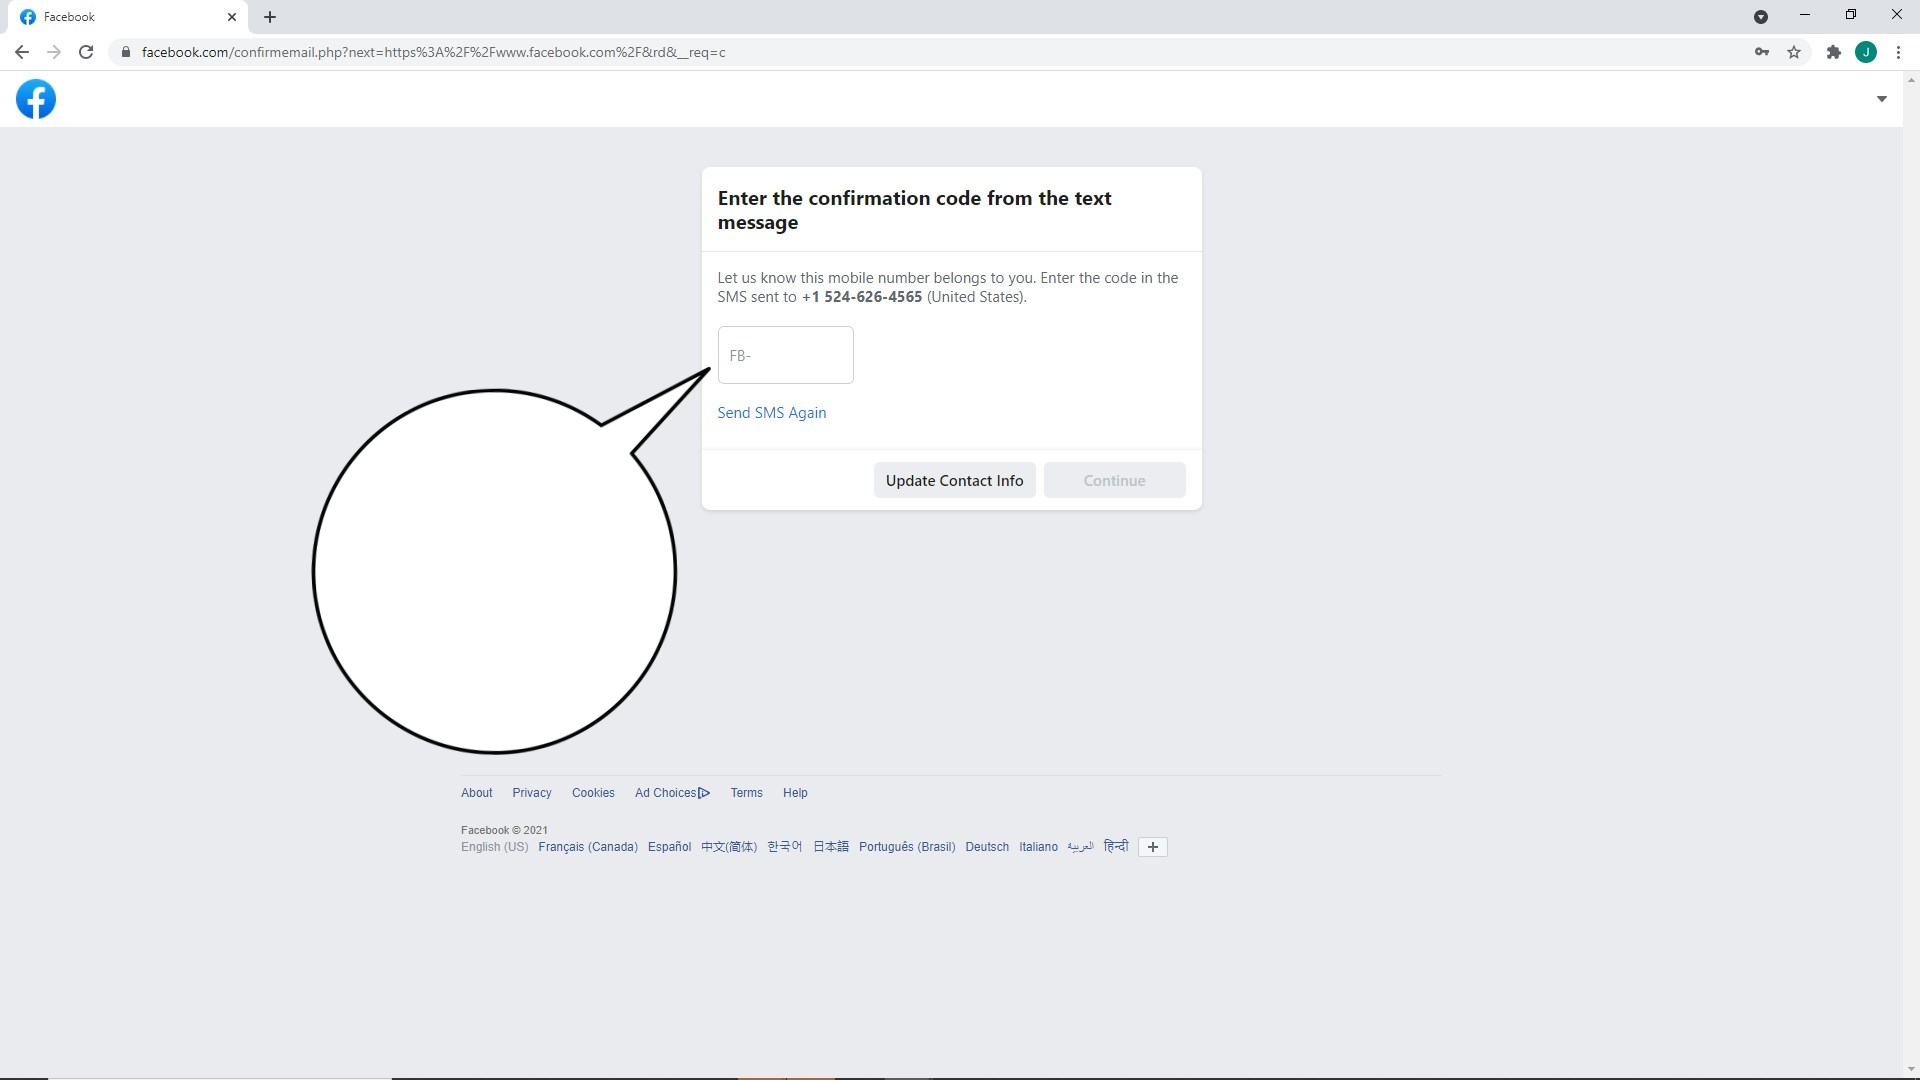 Facebook
facebook.com/confirmemail.php?next=https%3A%2F%2Fwww.facebook.com%2F&rd&__req=c
J
Enter the confirmation code from the text
message
Let us know this mobile number belongs to you. Enter the code in the
SMS sent to +1 524-626-4565 (United States).
FB-
Send SMS Again
Update Contact Info Continue
About Privacy Cookies Ad Choices Terms Help
Facebook © 2021
English (US) Français (Canada) Español 中文(简体) 한국어 日本語 Português (Brasil) Deutsch Italiano العربية हिन्दी